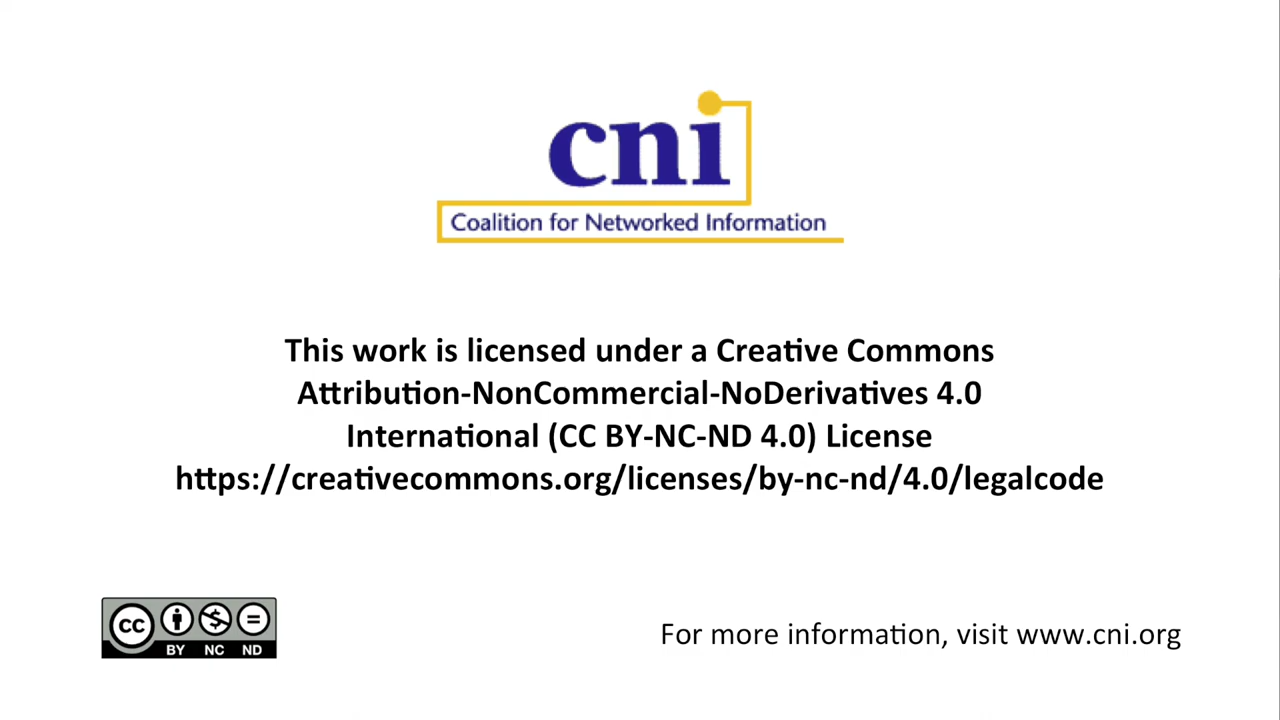 cni
Coalition for Networked Information
This work is licensed under a Creative Commons
Attribution-NonCommercial-NoDerivatives 4.0
International (CC BY-NC-ND 4.0) License
https://creativecommons.org/licenses/by-nc-nd/4.0/legalcode
cc
BY NC ND
For more information, visit www.cni.org